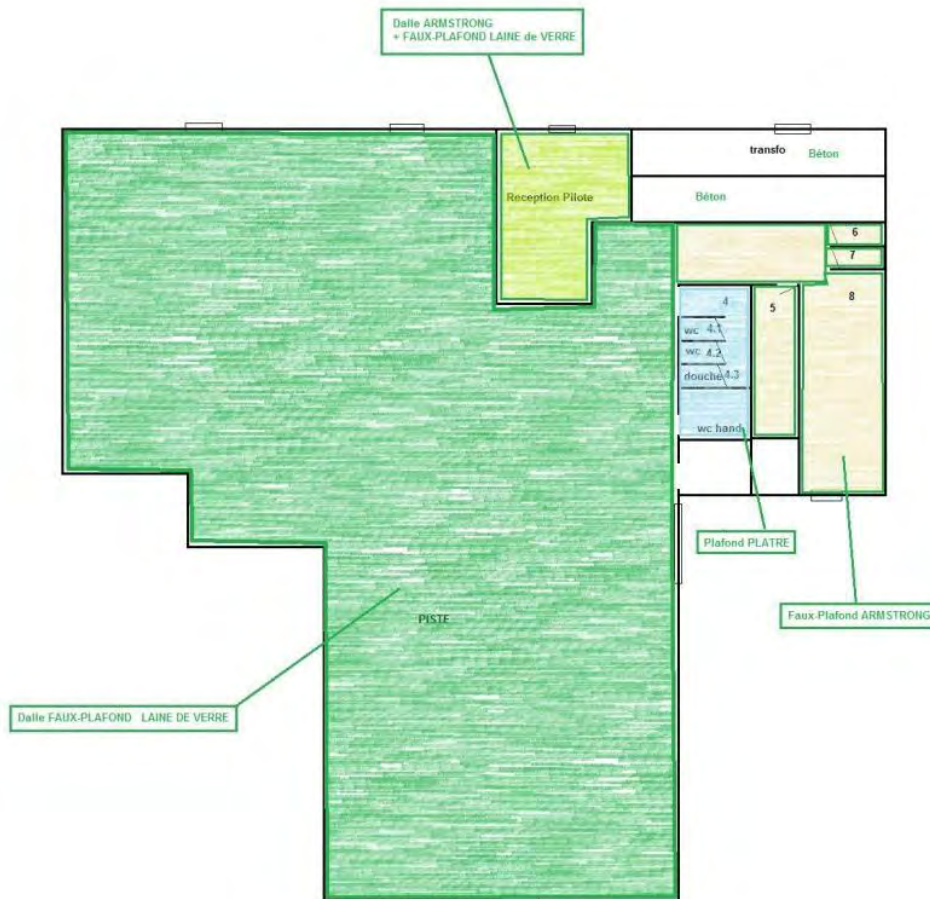 Dalle ARMSTRONG
+ FAUX-PLAFOND LAINE de VERRE
transfo
Béton
Reception Pilote
Béton
6
7
8
4
5
wc 4.1
wc 4.2
douche 4.3
wc hand
Plafond PLATRE
Faux-Plafond ARMSTRONG
PISTE
Dalle FAUX-PLAFOND LAINE DE VERRE